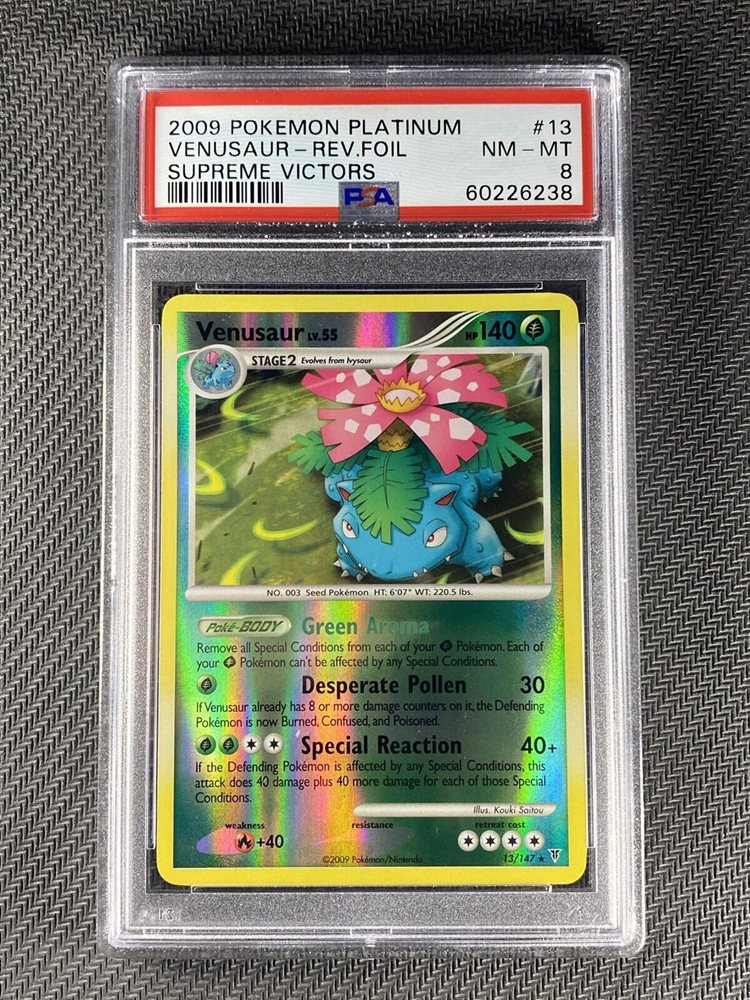 2009 POKEMON PLATINUM #13
VENUSAUR-REV.FOIL NM-MT
SUPREME VICTORS 8
PSA 60226238
Venusaur LV.55 HP 140
STAGE2 Evolves from Ivysaur
NO. 003 Seed Pokémon HT: 6'07" WT: 220.5 lbs.
Poké-BODY Green Aroma
Remove all Special Conditions from each of your Pokémon. Each of
your Pokémon can't be affected by any Special Conditions.
Desperate Pollen 30
If Venusaur already has 8 or more damage counters on it, the Defending
Pokémon is now Burned, Confused, and Poisoned.
Special Reaction 40+
If the Defending Pokémon is affected by any Special Conditions, this
attack does 40 damage plus 40 more damage for each of those Special
Conditions.
Illus. Kouki Saitou
weakness resistance retreat cost
+40
©2009 Pokémon/Nintendo 13/147 ★